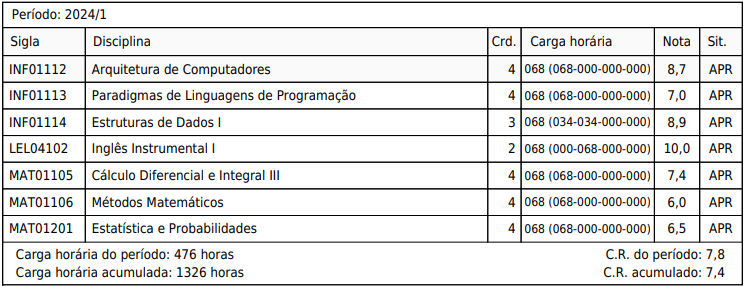 Período: 2024/1
Sigla Disciplina Crd. Carga horária Nota Sit.
INF01112 Arquitetura de Computadores 4 068 (068-000-000-000) 8,7 APR
INF01113 Paradigmas de Linguagens de Programação 4 068 (068-000-000-000) 7,0 APR
INF01114 Estruturas de Dados I 3 068 (034-034-000-000) 8,9 APR
LEL04102 Inglês Instrumental I 2 068 (000-068-000-000) 10,0 APR
MAT01105 Cálculo Diferencial e Integral III 4 068 (068-000-000-000) 7,4 APR
MAT01106 Métodos Matemáticos 4 068 (068-000-000-000) 6,0 APR
MAT01201 Estatística e Probabilidades 4 068 (068-000-000-000) 6,5 APR
Carga horária do período: 476 horas C.R. do período: 7,8
Carga horária acumulada: 1326 horas C.R. acumulado: 7,4